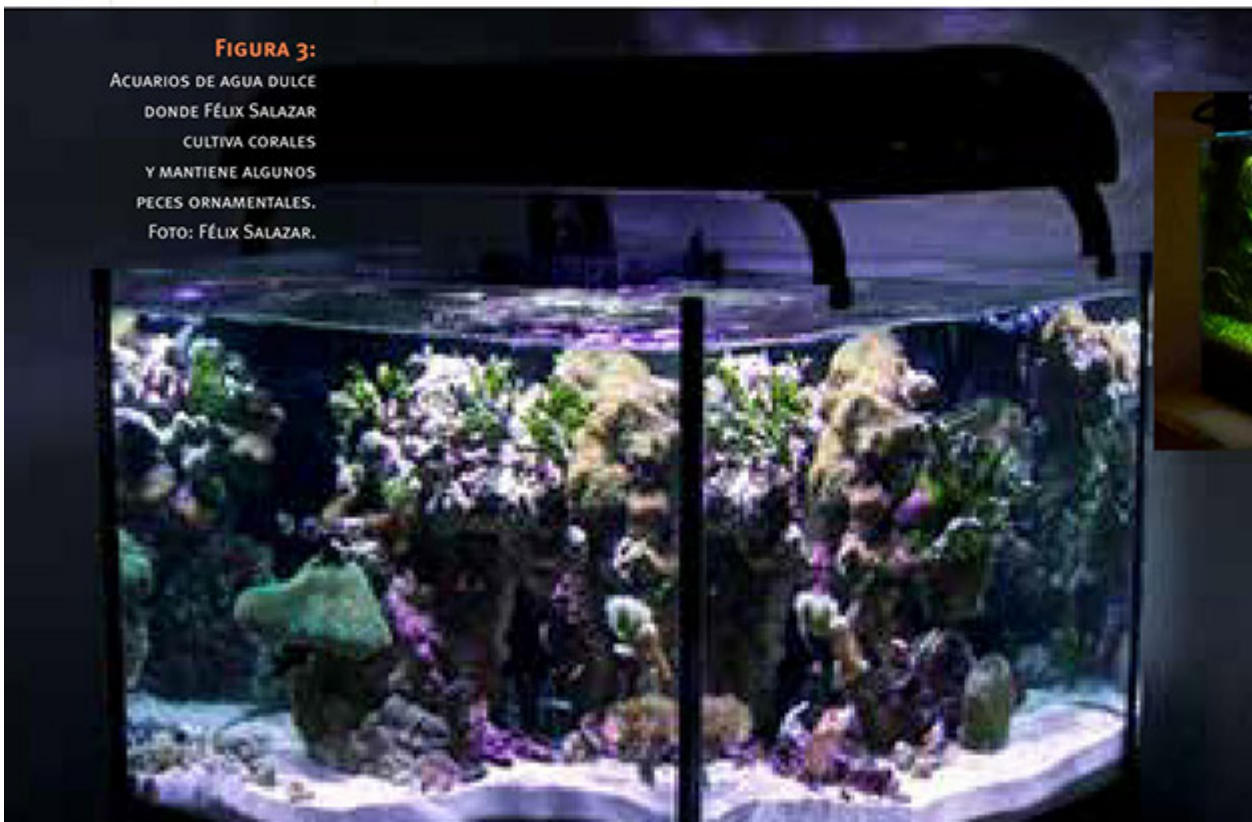 FIGURA 3:
ACUARIOS DE AGUA DULCE
DONDE FÉLIX SALAZAR
CULTIVA CORALES
Y MANTIENE ALGUNOS
PECES ORNAMENTALES.
FOTO: FÉLIX SALAZAR.